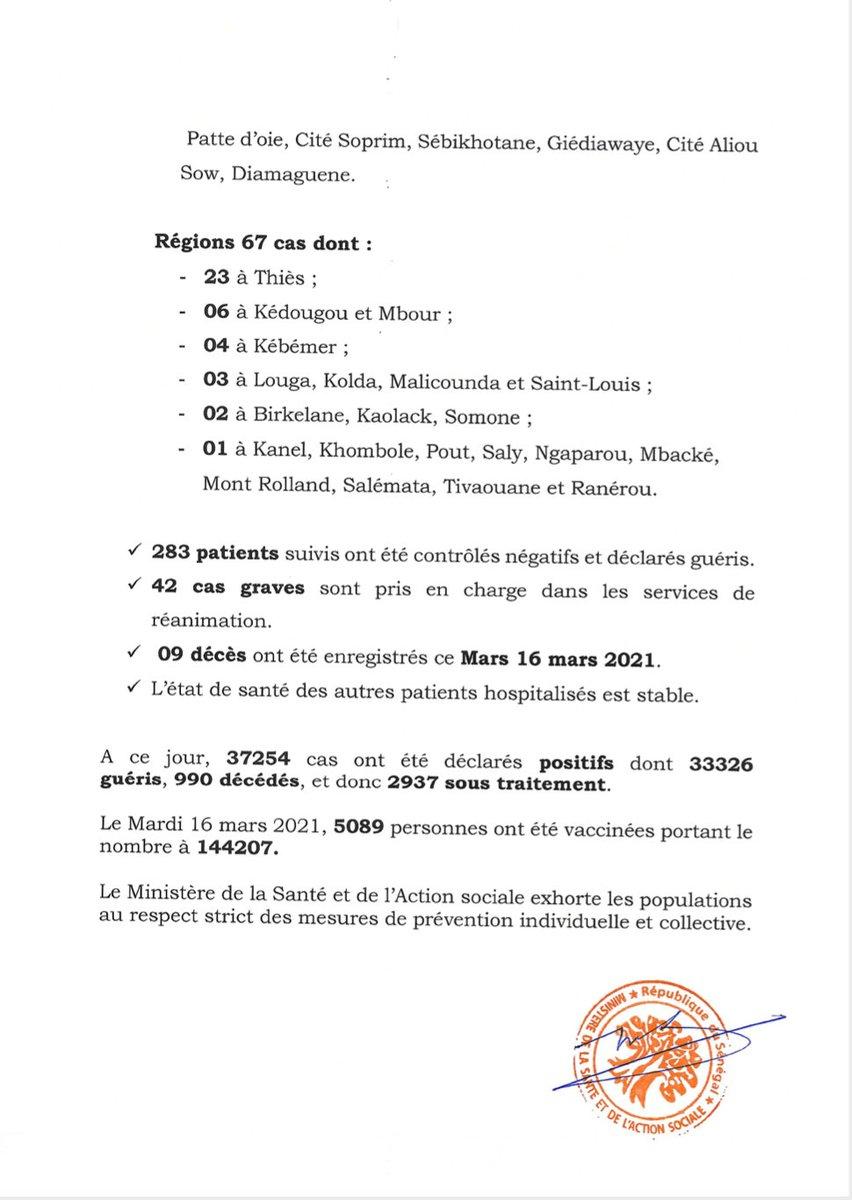 Patte d'oie, Cité Soprim, Sébikhotane, Giédiawaye, Cité Aliou
Sow, Diamaguene.
Régions 67 cas dont :
- 23 à Thiès ;
- 06 à Kédougou et Mbour ;
- 04 à Kébémer ;
- 03 à Louga, Kolda, Malicounda et Saint-Louis ;
- 02 à Birkelane, Kaolack, Somone ;
- 01 à Kanel, Khombole, Pout, Saly, Ngaparou, Mbacké,
Mont Rolland, Salémata, Tivaouane et Ranérou.
✓ 283 patients suivis ont été contrôlés négatifs et déclarés guéris.
✓ 42 cas graves sont pris en charge dans les services de
réanimation.
✓ 09 décès ont été enregistrés ce Mars 16 mars 2021.
✓ L'état de santé des autres patients hospitalisés est stable.
A ce jour, 37254 cas ont été déclarés positifs dont 33326
guéris, 990 décédés, et donc 2937 sous traitement.
Le Mardi 16 mars 2021, 5089 personnes ont été vaccinées portant le
nombre à 144207.
Le Ministère de la Santé et de l'Action sociale exhorte les populations
au respect strict des mesures de prévention individuelle et collective.
★ République du Sénégal ★
MINISTERE DE LA SANTE ET DE L'ACTION SOCIALE